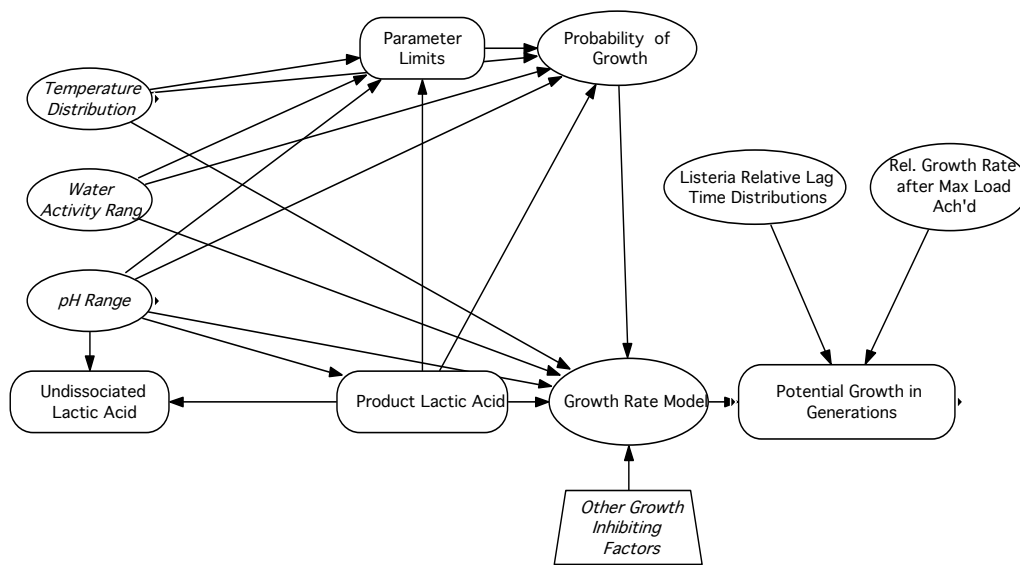 Parameter
Limits
Probability of
Growth
Temperature
Distribution
Water
Activity Rang
Listeria Relative Lag
Time Distributions
Rel. Growth Rate
after Max Load
Ach'd
pH Range
Undissociated
Lactic Acid
Product Lactic Acid
Growth Rate Model
Potential Growth in
Generations
Other Growth
Inhibiting
Factors